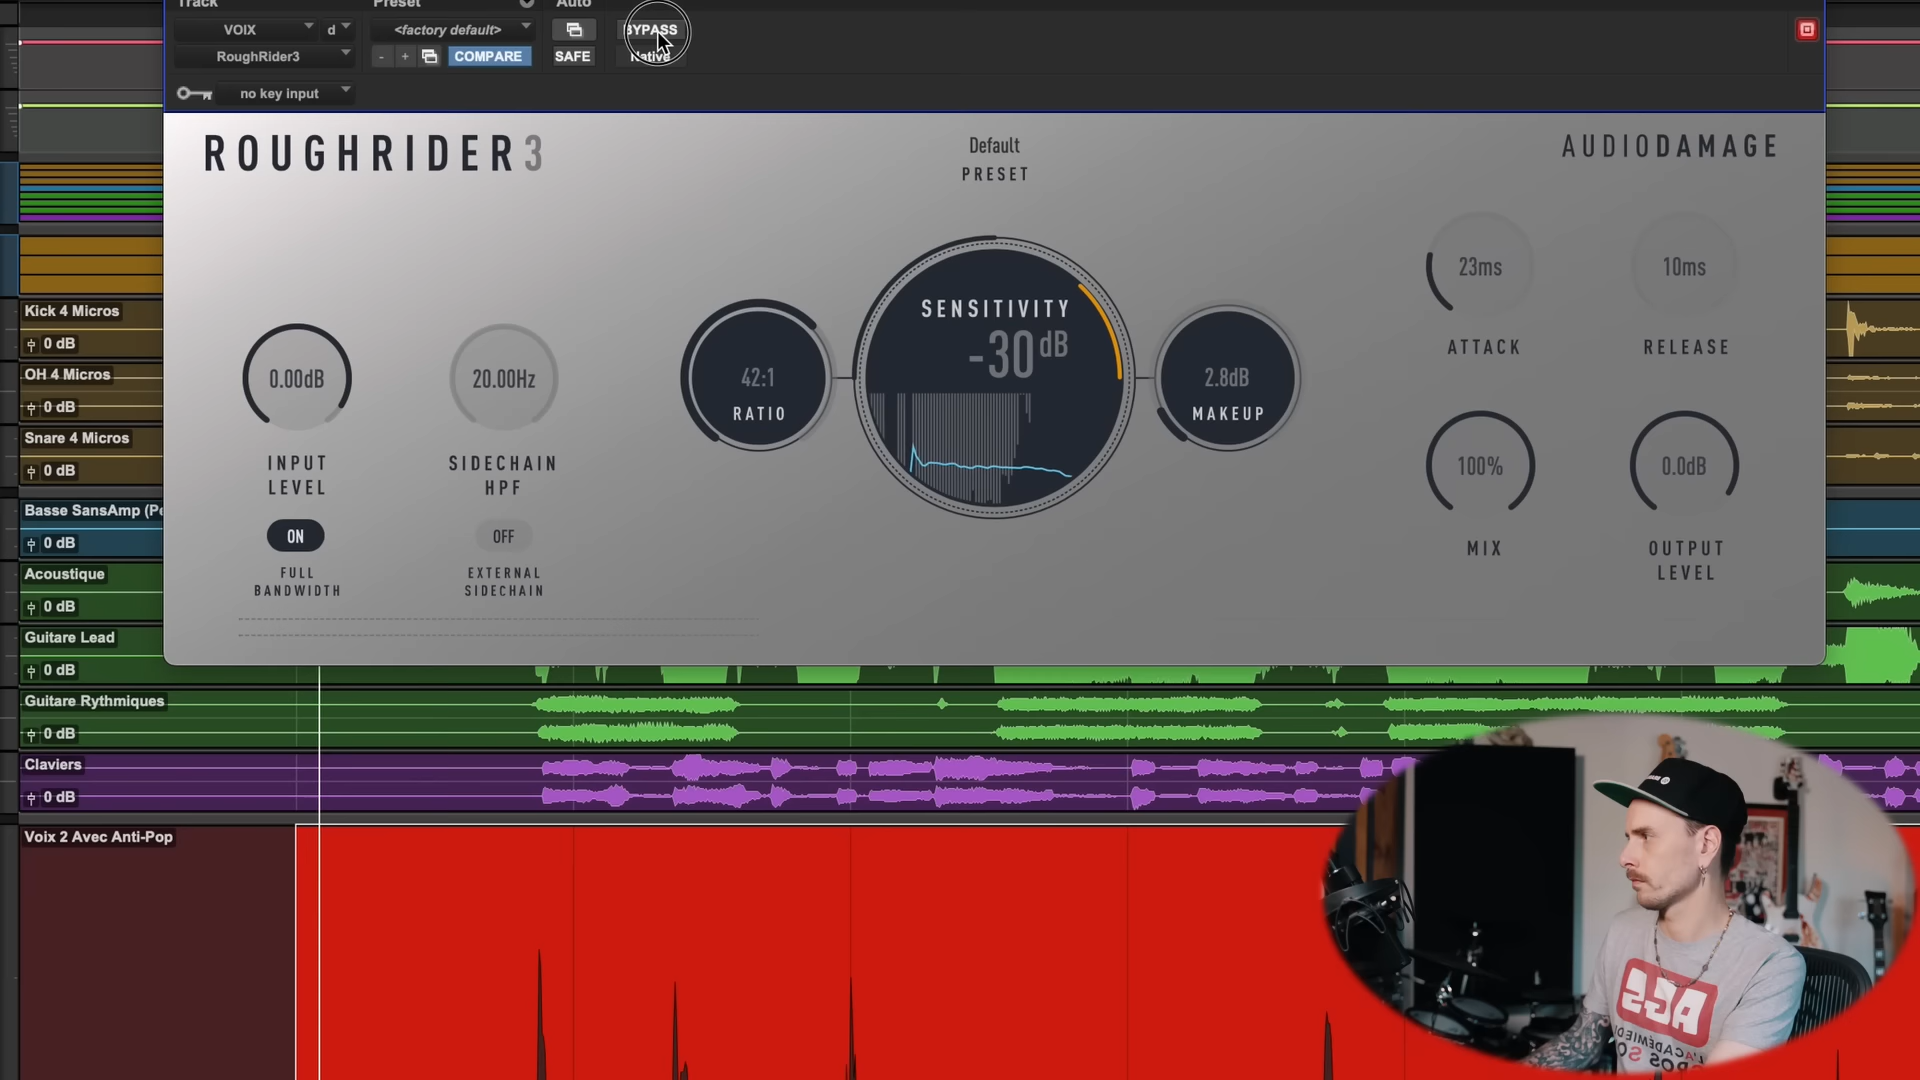 Track
Preset
Auto
VOIX
d
<factory default>
BYPASS
RoughRider3
-
+
COMPARE
SAFE
Native
no key input
ROUGHRIDER3
Default
PRESET
AUDIODAMAGE
SENSITIVITY
-30 dB
42:1
RATIO
2.8dB
MAKEUP
0.00dB
INPUT
LEVEL
20.00Hz
SIDECHAIN
HPF
ON
FULL
BANDWIDTH
OFF
EXTERNAL
SIDECHAIN
23ms
ATTACK
10ms
RELEASE
100%
MIX
0.0dB
OUTPUT
LEVEL
Kick 4 Micros
0 dB
OH 4 Micros
0 dB
Snare 4 Micros
0 dB
Basse SansAmp (Pe
0 dB
Acoustique
0 dB
Guitare Lead
0 dB
Guitare Rythmiques
0 dB
Claviers
0 dB
Voix 2 Avec Anti-Pop